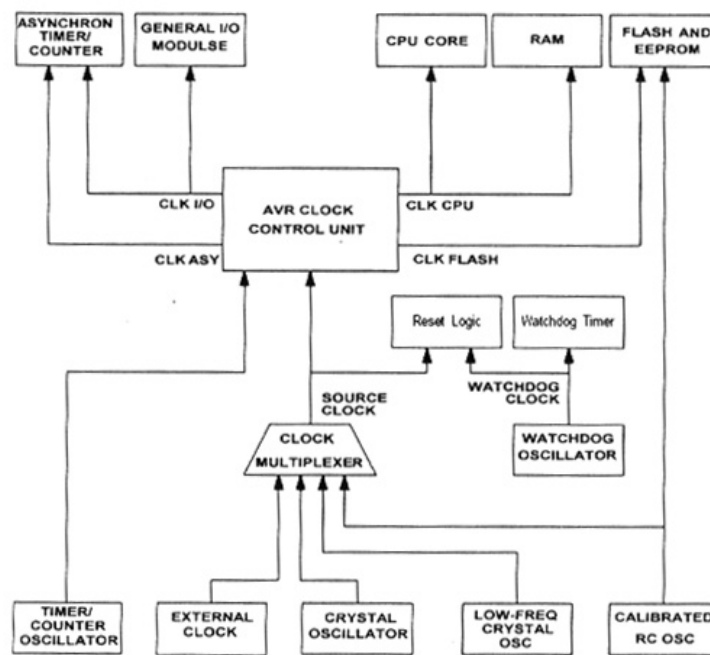 ASYNCHRON
TIMER/
COUNTER
GENERAL I/O
MODULSE
CPU CORE
RAM
FLASH AND
EEPROM
CLK I/O
AVR CLOCK
CONTROL UNIT
CLK CPU
CLK ASY
CLK FLASH
Reset Logic
Watchdog Timer
SOURCE
CLOCK
WATCHDOG
CLOCK
CLOCK
MULTIPLEXER
WATCHDOG
OSCILLATOR
TIMER/
COUNTER
OSCILLATOR
EXTERNAL
CLOCK
CRYSTAL
OSCILLATOR
LOW-FREQ
CRYSTAL
OSC
CALIBRATED
RC OSC